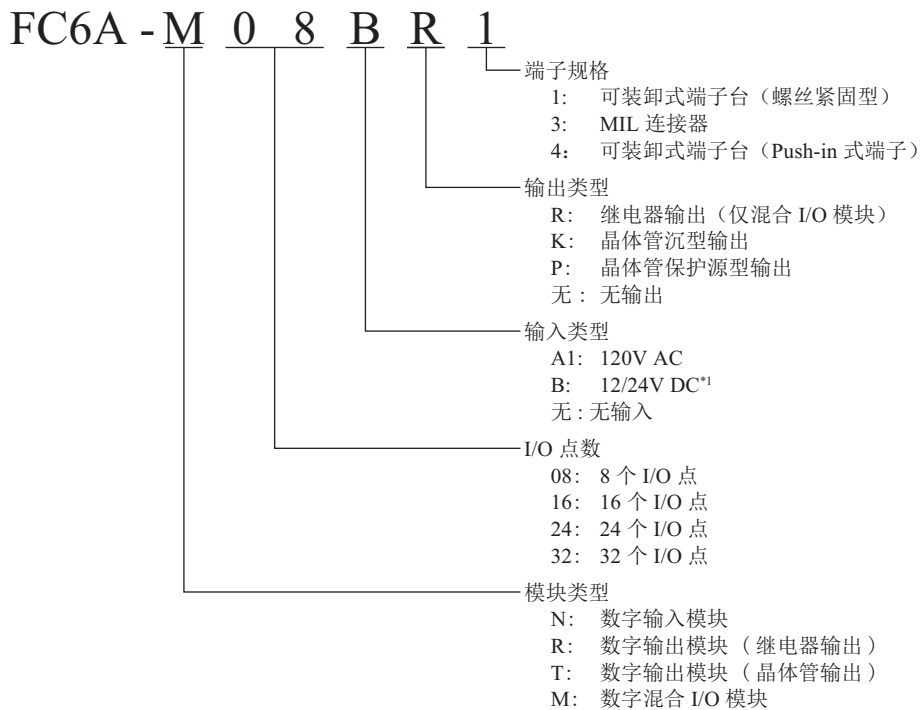 FC6A - M 0 8 B R 1
端子规格
1: 可装卸式端子台（螺丝紧固型）
3: MIL 连接器
4: 可装卸式端子台（Push-in 式端子）
输出类型
R: 继电器输出（仅混合 I/O 模块）
K: 晶体管沉型输出
P: 晶体管保护源型输出
无: 无输出
输入类型
A1: 120V AC
B: 12/24V DC*1
无: 无输入
I/O 点数
08: 8 个 I/O 点
16: 16 个 I/O 点
24: 24 个 I/O 点
32: 32 个 I/O 点
模块类型
N: 数字输入模块
R: 数字输出模块（继电器输出）
T: 数字输出模块（晶体管输出）
M: 数字混合 I/O 模块